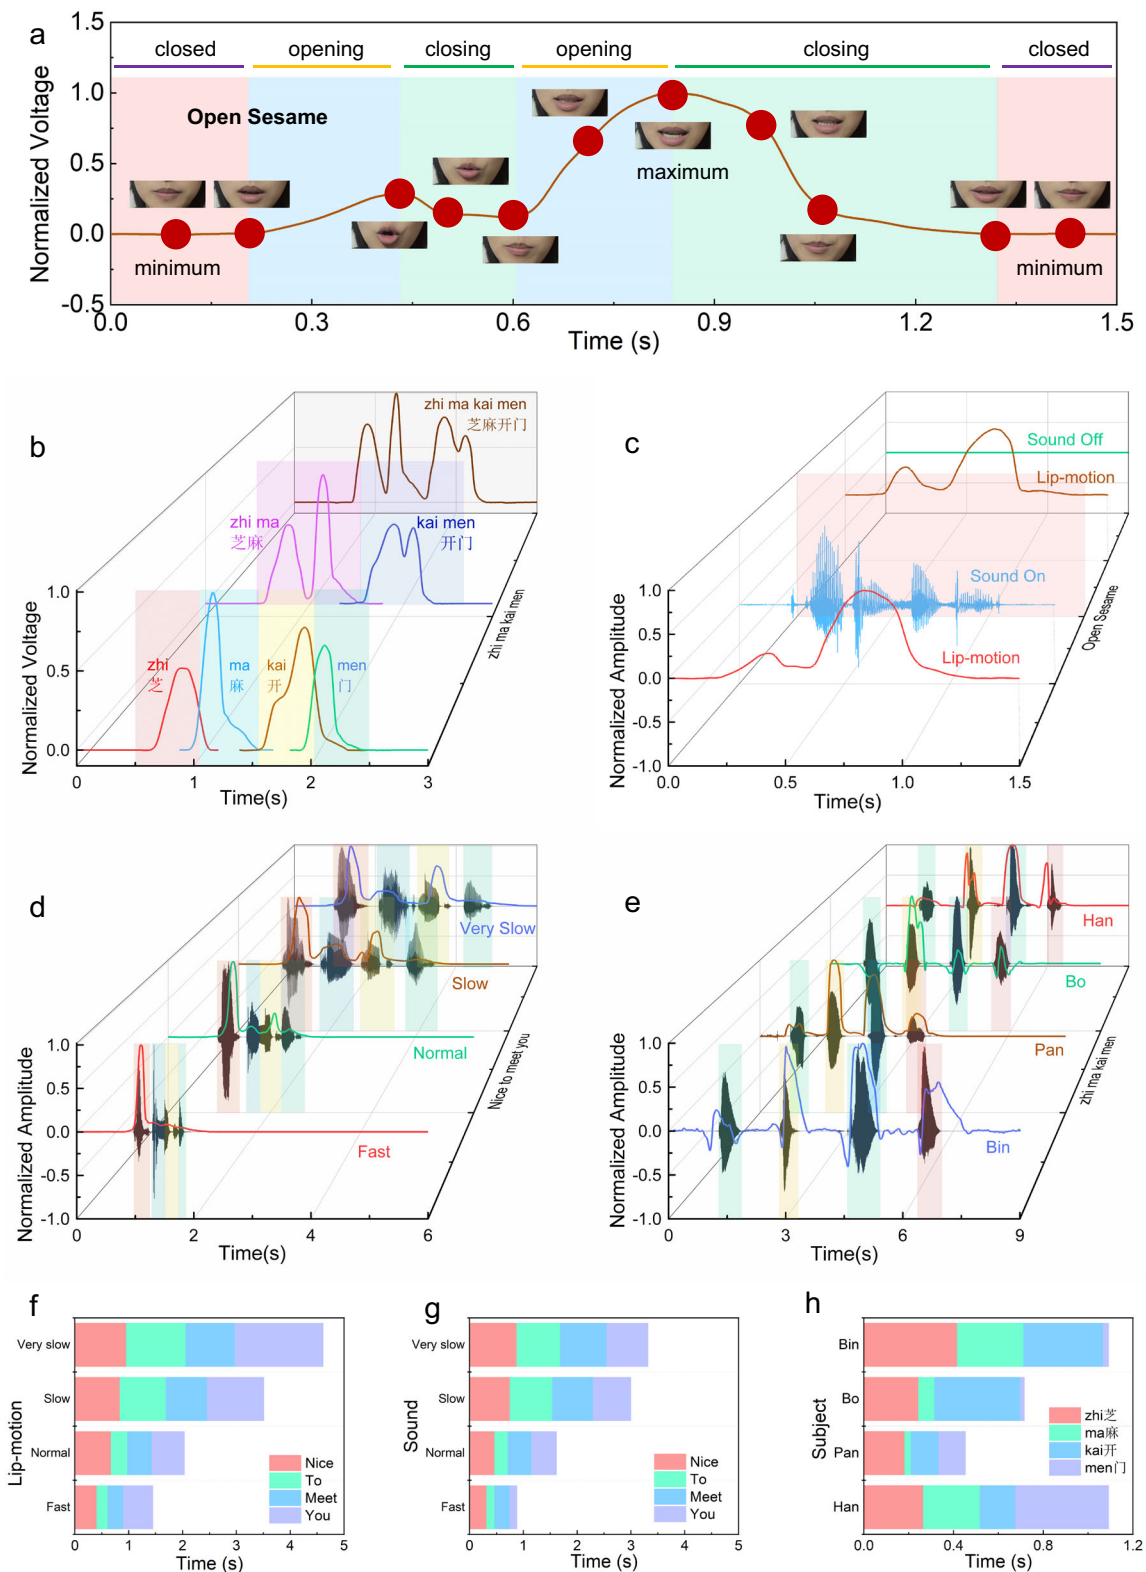 a
closed opening closing opening closing closed
Open Sesame
minimum maximum minimum
Normalized Voltage
1.5
1.0
0.5
0.0
-0.5
0.0 0.3 0.6 0.9 1.2 1.5
Time (s)
b
zhi ma kai men
芝麻开门
zhi ma
芝麻
kai men
开门
zhi
芝
ma
麻
kai
开
men
门
Normalized Voltage
1.0
0.5
0.0
0 1 2 3
Time(s)
zhi ma kai men
c
Sound Off
Lip-motion
Sound On
Lip-motion
Normalized Amplitude
1.0
0.5
0.0
-0.5
-1.0
0.0 0.5 1.0 1.5
Time(s)
Open Sesame
d
Very Slow
Slow
Normal
Fast
Normalized Amplitude
1.0
0.5
0.0
-0.5
-1.0
0 2 4 6
Time(s)
Nice to meet you
e
Han
Bo
Pan
Bin
Normalized Amplitude
1.0
0.5
0.0
-0.5
-1.0
0 3 6 9
Time(s)
zhi ma kai men
f
Lip-motion
Very slow
Slow
Normal
Fast
Nice
To
Meet
You
0 1 2 3 4 5
Time (s)
g
Sound
Very slow
Slow
Normal
Fast
Nice
To
Meet
You
0 1 2 3 4 5
Time (s)
h
Subject
Bin
Bo
Pan
Han
zhi芝
ma麻
kai开
men门
0.0 0.4 0.8 1.2
Time (s)